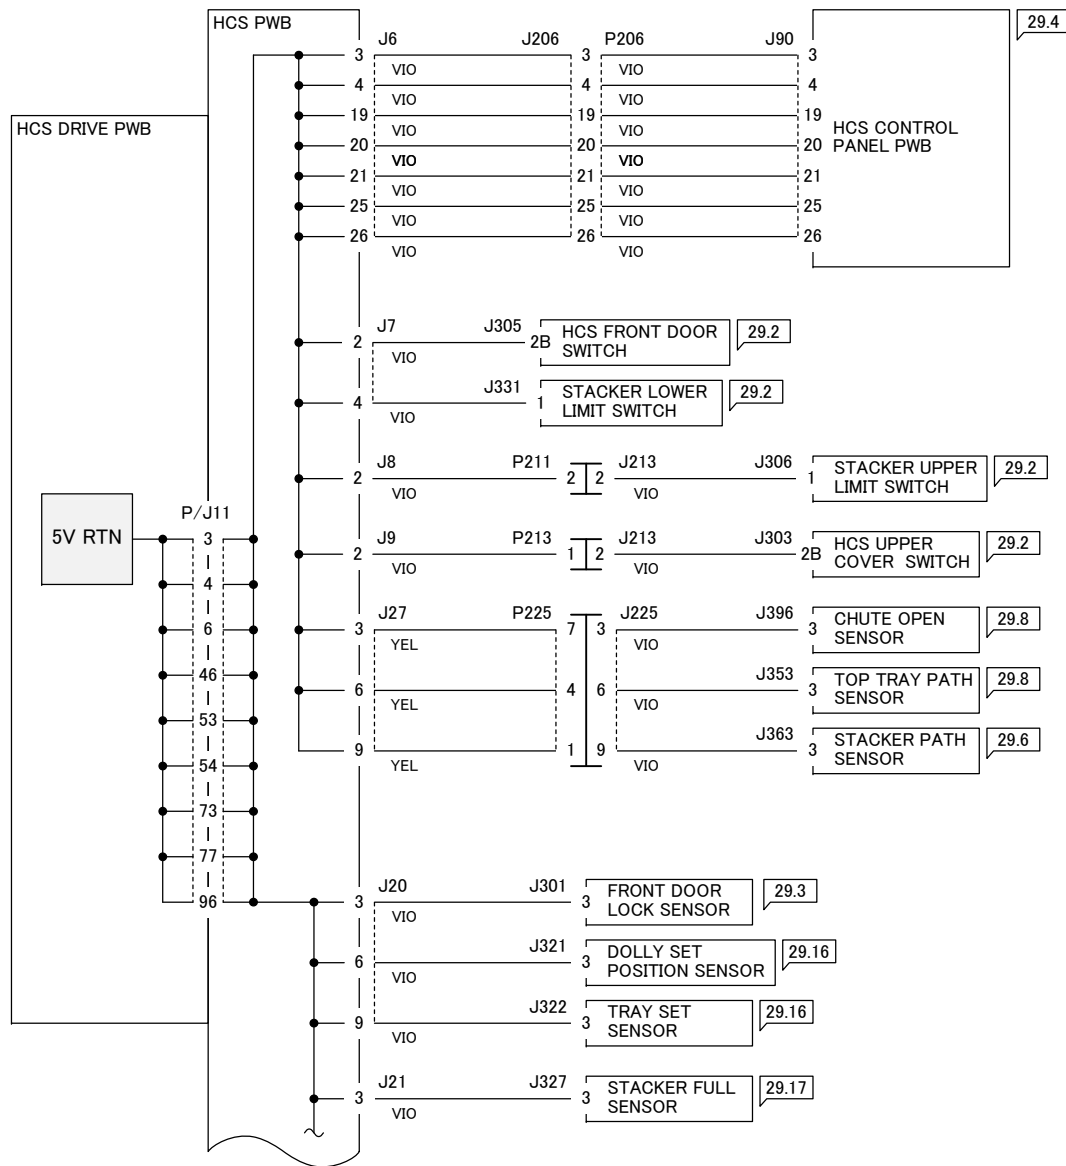 HCS PWB
29.4
J6 J206 P206 J90
3 3 3
VIO VIO
4 4 4
VIO VIO
HCS DRIVE PWB
19 19 19
HCS CONTROL
PANEL PWB
VIO VIO
20 20 20
VIO VIO
21 21 21
VIO VIO
25 25 25
VIO VIO
26 26 26
VIO VIO
J7 J305
2 2B
HCS FRONT DOOR
SWITCH
29.2
VIO
J331
4 1
STACKER LOWER
LIMIT SWITCH
29.2
VIO
J8 P211 J213 J306
2 2 2 1
STACKER UPPER
LIMIT SWITCH
29.2
VIO VIO
5V RTN
P/J11
3
4
6
46
53
54
73
77
96
J9 P213 J213 J303
2 1 2 2B
HCS UPPER
COVER SWITCH
29.2
VIO VIO
J27 P225 J225 J396
3 7 3 3
CHUTE OPEN
SENSOR
29.8
YEL VIO
J353
6 4 6 3
TOP TRAY PATH
SENSOR
29.8
YEL VIO
J363
9 1 9 3
STACKER PATH
SENSOR
29.6
YEL VIO
J20 J301
3 3
FRONT DOOR
LOCK SENSOR
29.3
VIO
J321
6 3
DOLLY SET
POSITION SENSOR
29.16
VIO
J322
9 3
TRAY SET
SENSOR
29.16
VIO
J21 J327
3 3
STACKER FULL
SENSOR
29.17
VIO